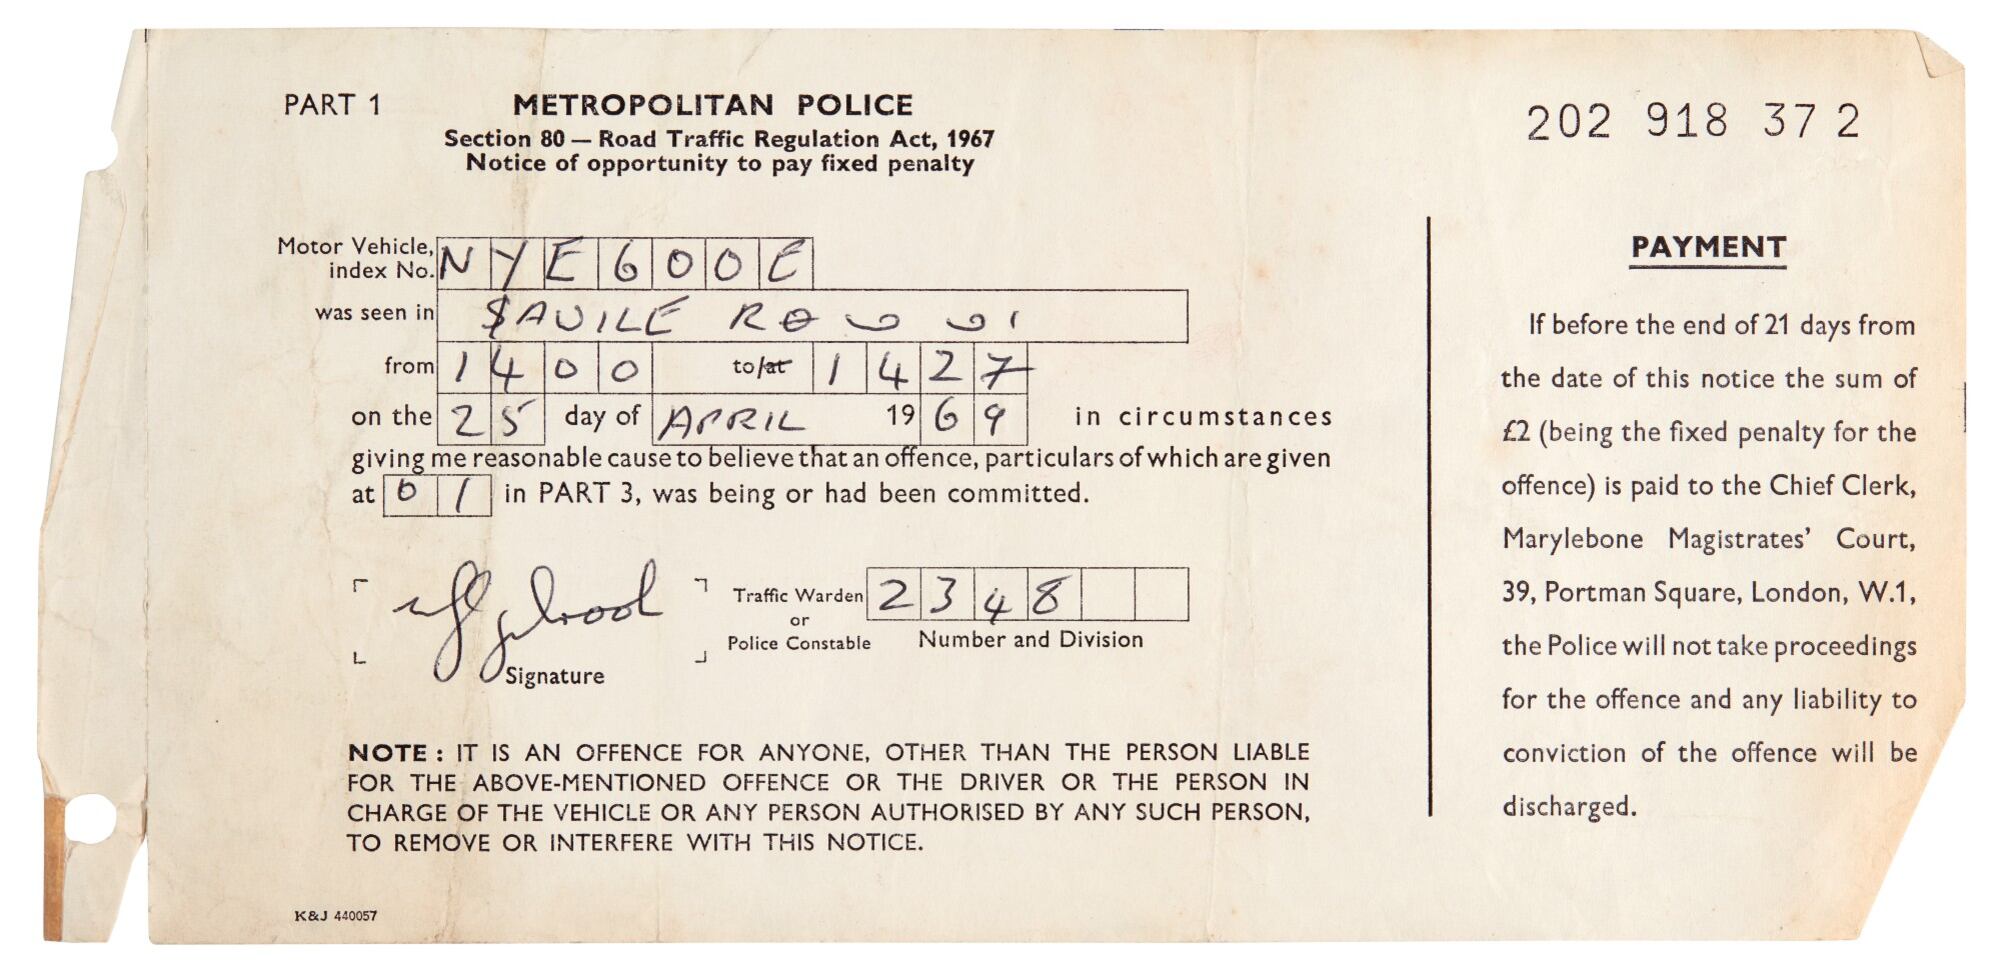 PART 1
METROPOLITAN POLICE
Section 80 — Road Traffic Regulation Act, 1967
Notice of opportunity to pay fixed penalty
202 918 37 2
Motor Vehicle, index No. NYE600E
was seen in SAVILE ROW W1
from 1400 to/at 1427
on the 25 day of APRIL 1969 in circumstances
giving me reasonable cause to believe that an offence, particulars of which are given
at 01 in PART 3, was being or had been committed.
Signature
Traffic Warden or Police Constable 2348
Number and Division
NOTE : IT IS AN OFFENCE FOR ANYONE, OTHER THAN THE PERSON LIABLE
FOR THE ABOVE-MENTIONED OFFENCE OR THE DRIVER OR THE PERSON IN
CHARGE OF THE VEHICLE OR ANY PERSON AUTHORISED BY ANY SUCH PERSON,
TO REMOVE OR INTERFERE WITH THIS NOTICE.
K&J 440057
PAYMENT
If before the end of 21 days from
the date of this notice the sum of
£2 (being the fixed penalty for the
offence) is paid to the Chief Clerk,
Marylebone Magistrates' Court,
39, Portman Square, London, W.1,
the Police will not take proceedings
for the offence and any liability to
conviction of the offence will be
discharged.